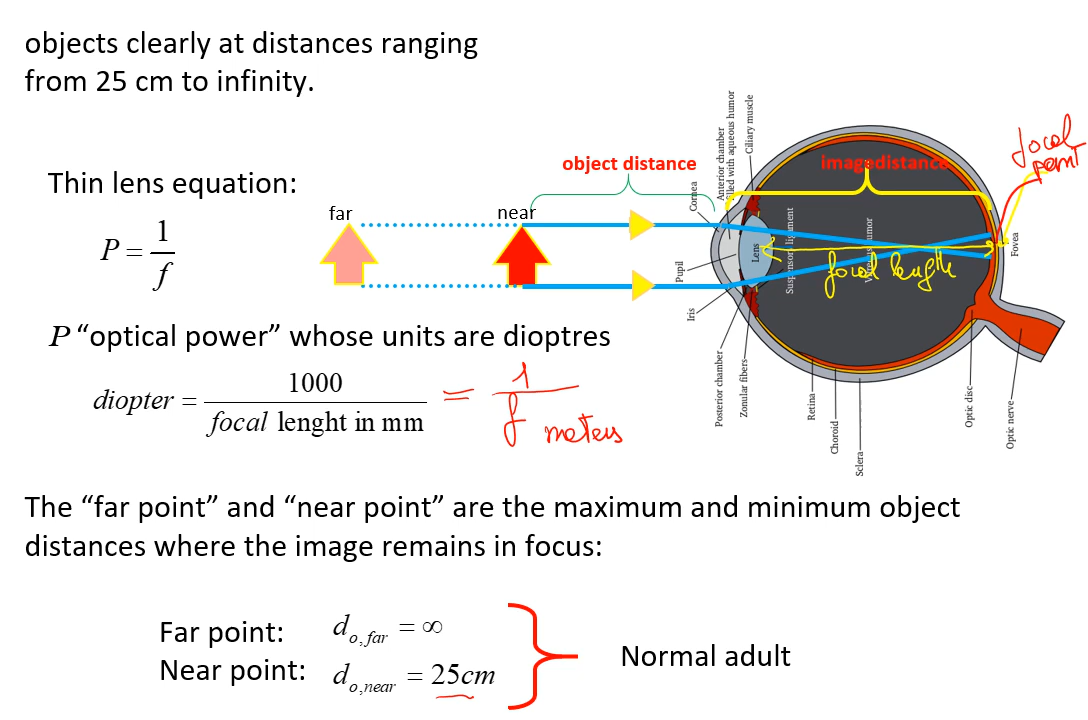 objects clearly at distances ranging
from 25 cm to infinity.
Thin lens equation:
P = 1/f
P "optical power" whose units are dioptres
diopter = 1000 / focal lenght in mm = 1 / f meters
far
near
object distance
image distance
focal length
focal point
Cornea
Anterior chamber
filled with aqueous humor
Ciliary muscle
Pupil
Lens
Suspensory ligament
Iris
Posterior chamber
Zonular fibers
Retina
Choroid
Sclera
Optic disc
Optic nerve
Fovea
The "far point" and "near point" are the maximum and minimum object
distances where the image remains in focus:
Far point: d_o,far = ∞
Near point: d_o,near = 25cm
Normal adult